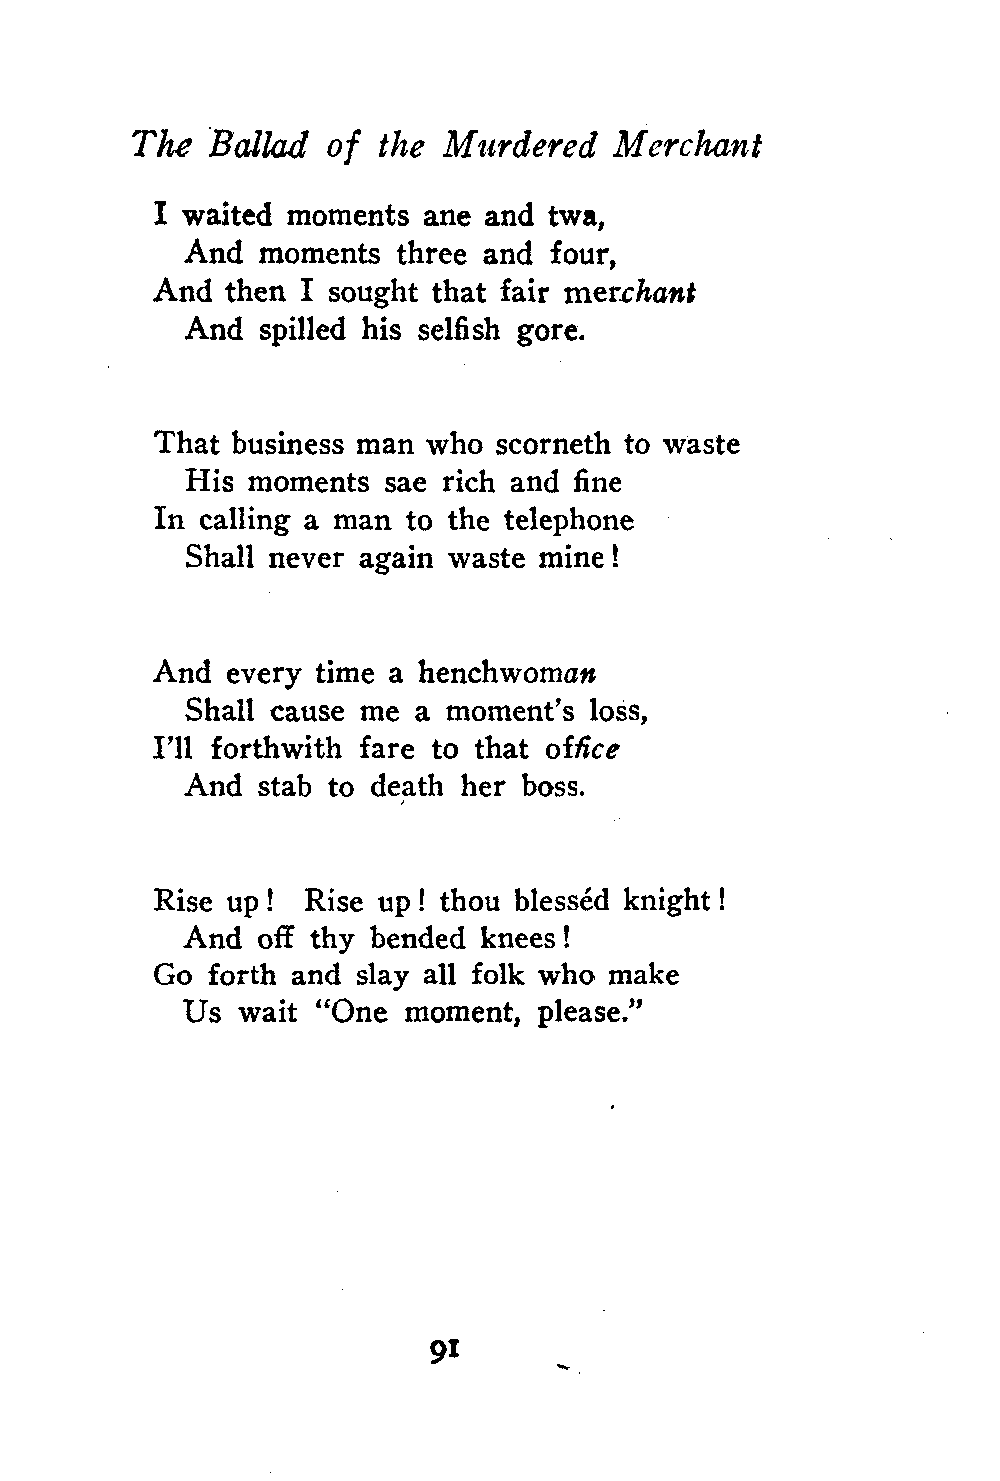 The Ballad of the Murdered Merchant
I waited moments ane and twa,
And moments three and four,
And then I sought that fair merchant
And spilled his selfish gore.
That business man who scorneth to waste
His moments sae rich and fine
In calling a man to the telephone
Shall never again waste mine!
And every time a henchwoman
Shall cause me a moment's loss,
I'll forthwith fare to that office
And stab to death her boss.
Rise up! Rise up! thou blesséd knight!
And off thy bended knees!
Go forth and slay all folk who make
Us wait “One moment, please.”
91